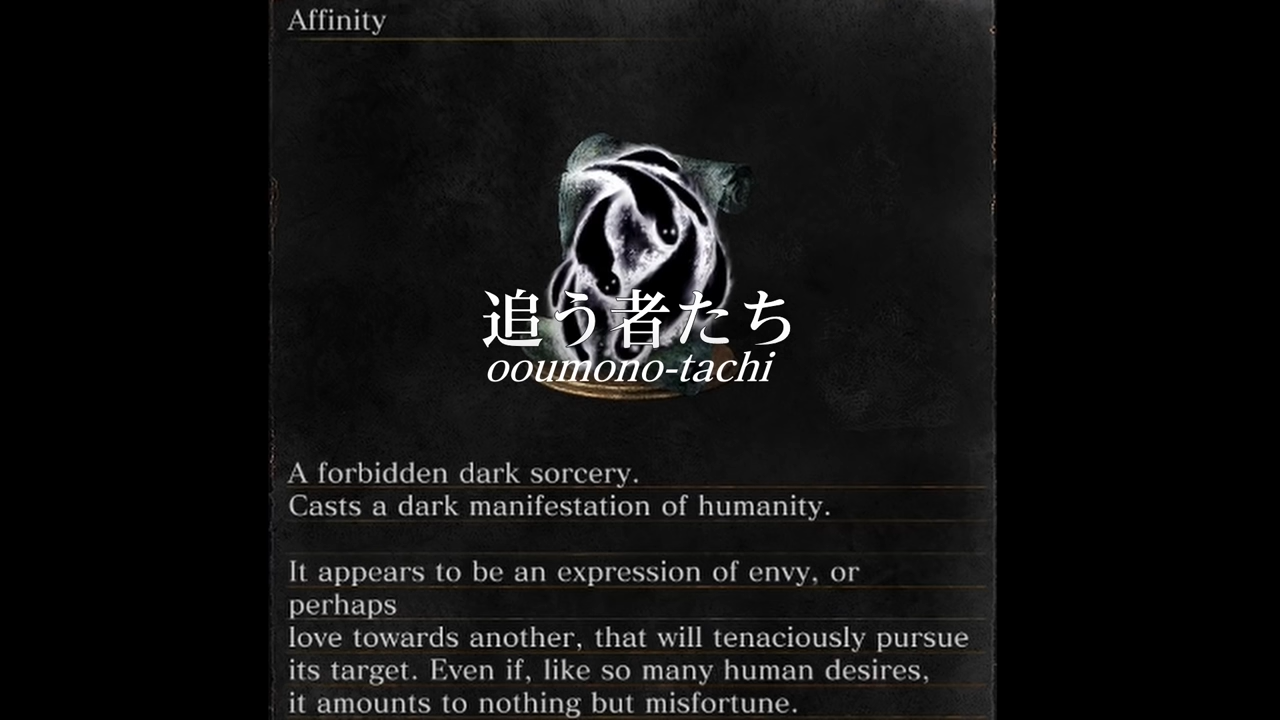 Affinity
追う者たち
ooumono-tachi
A forbidden dark sorcery.
Casts a dark manifestation of humanity.
It appears to be an expression of envy, or
perhaps
love towards another, that will tenaciously pursue
its target. Even if, like so many human desires,
it amounts to nothing but misfortune.